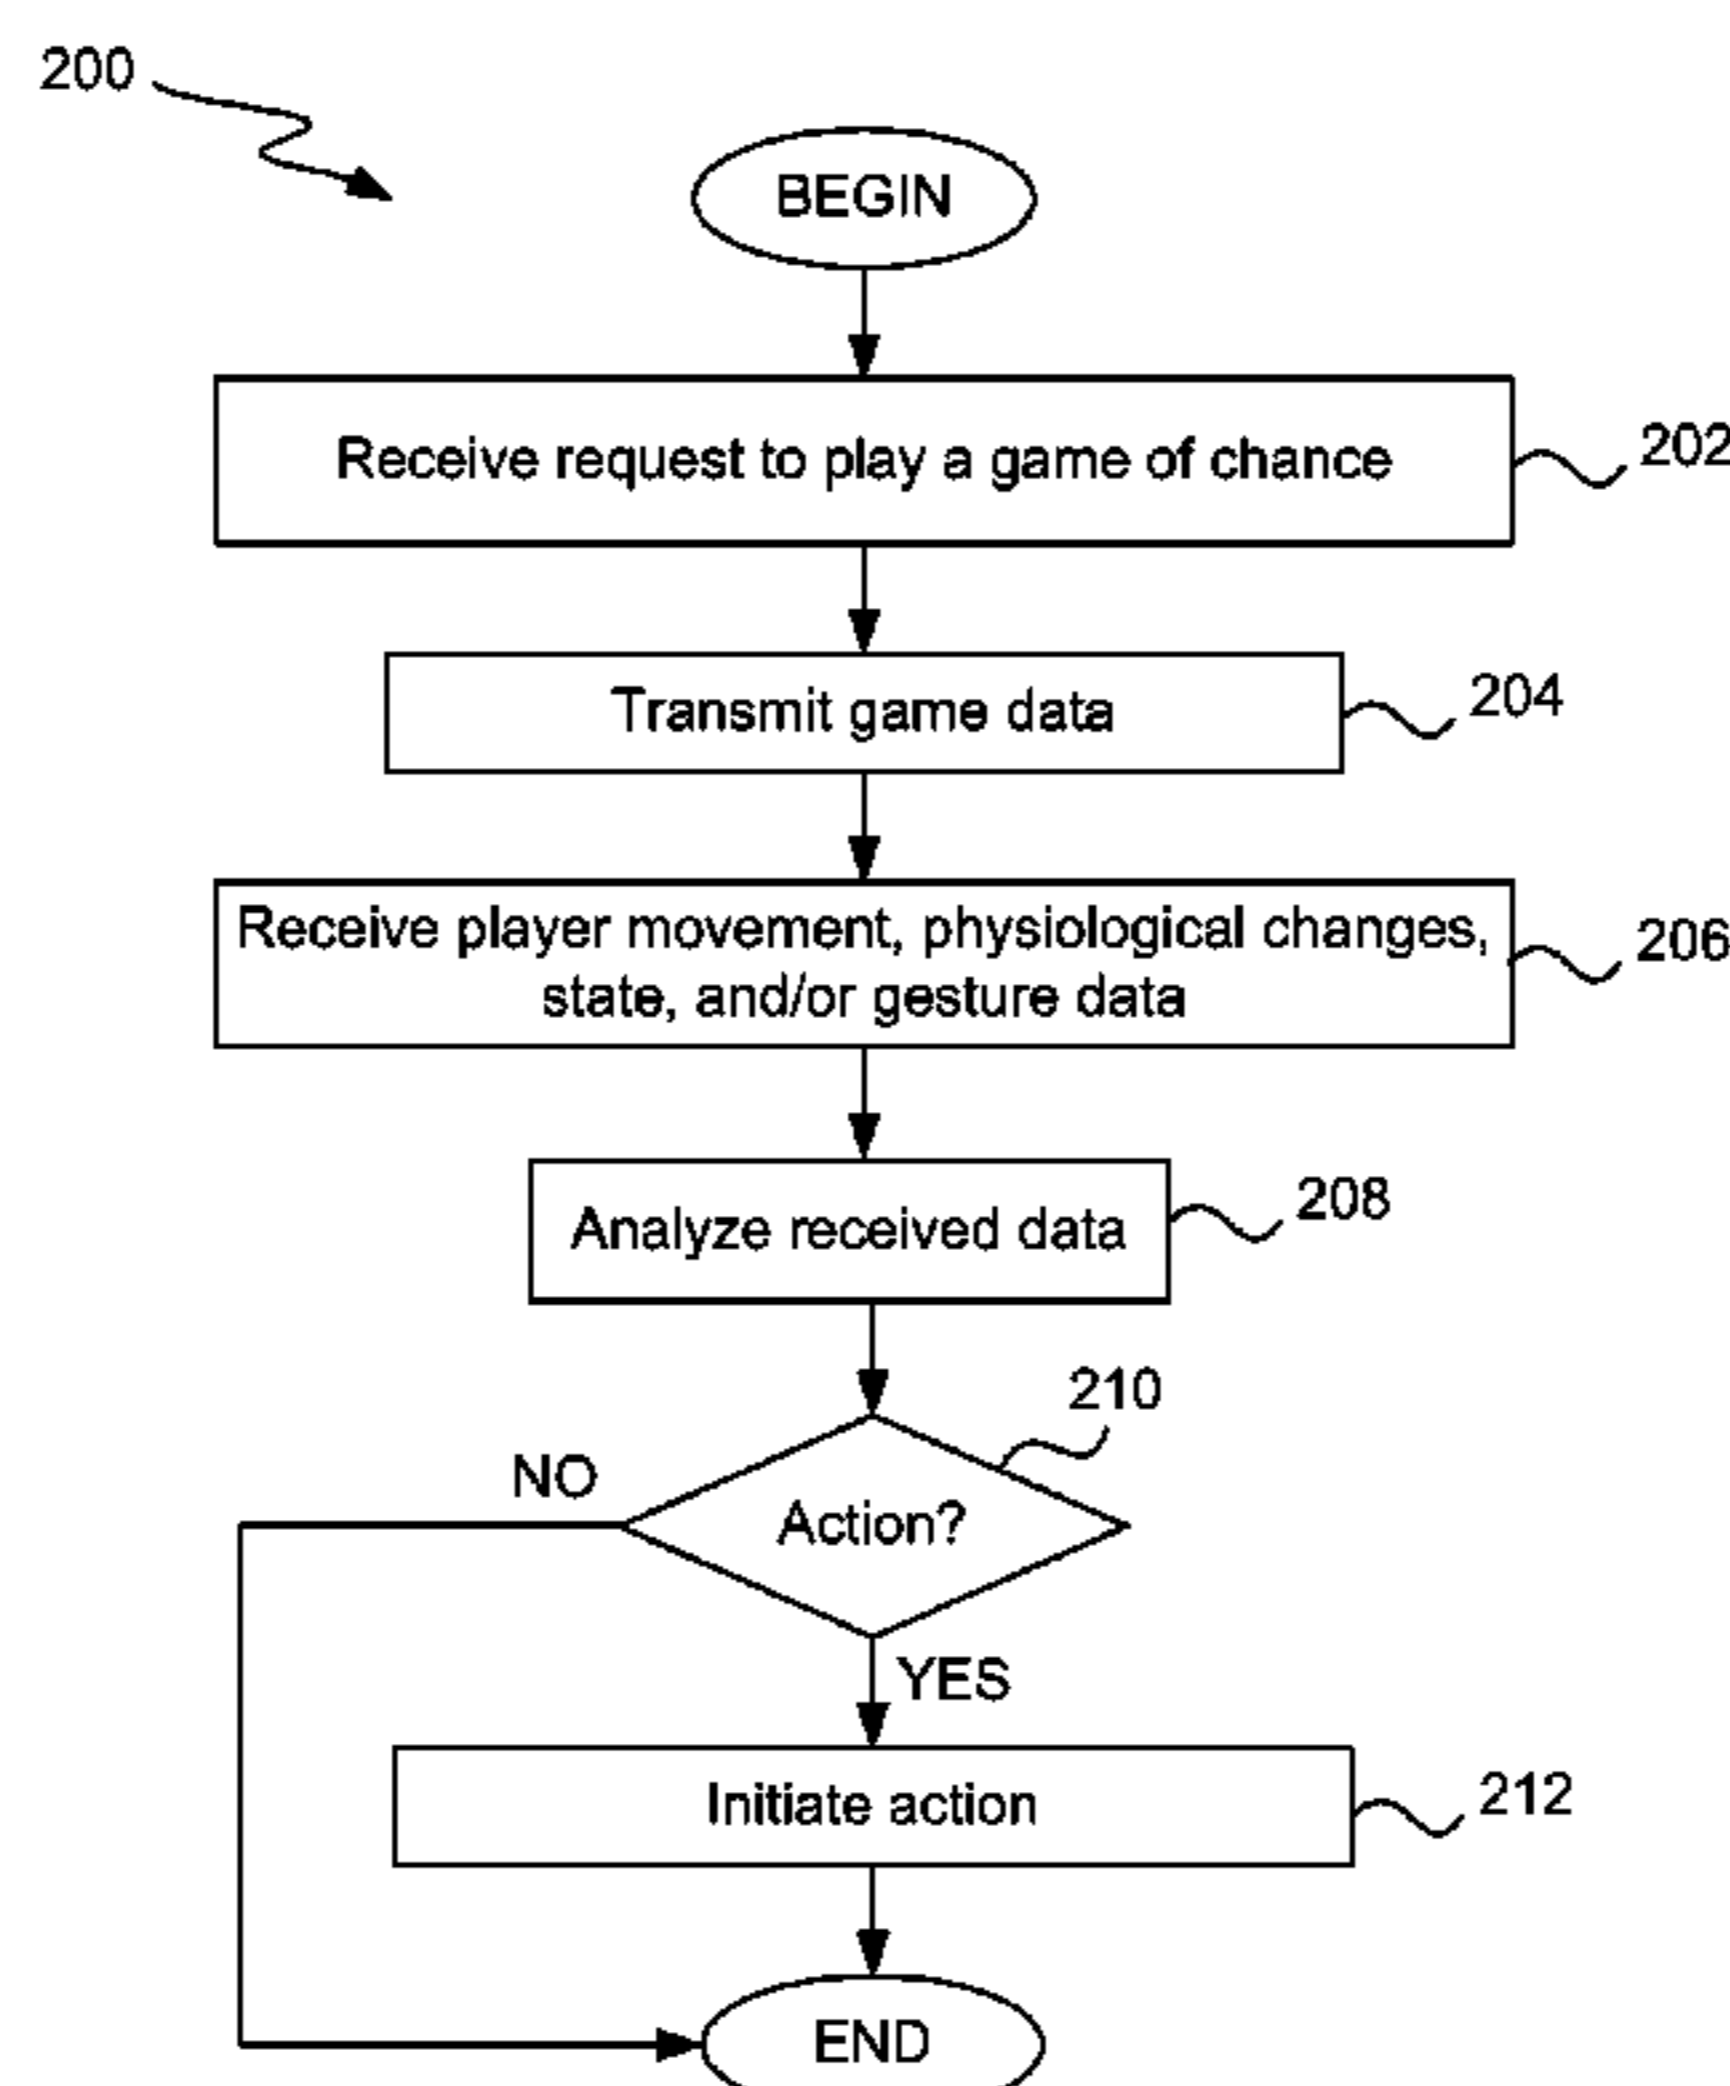 200
BEGIN
Receive request to play a game of chance
202
Transmit game data
204
Receive player movement, physiological changes,
state, and/or gesture data
206
Analyze received data
208
210
NO
Action?
YES
Initiate action
212
END